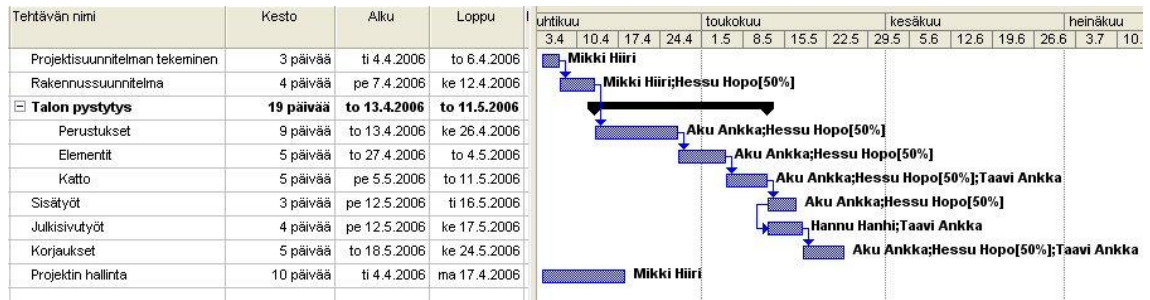 Tehtävän nimi Kesto Alku Loppu uhtikuu toukokuu kesäkuu heinäkuu
3.4 10.4 17.4 24.4 1.5 8.5 15.5 22.5 29.5 5.6 12.6 19.6 26.6 3.7 10.
Projektisuunnitelman tekeminen 3 päivää ti 4.4.2006 to 6.4.2006 Mikki Hiiri
Rakennussuunnitelma 4 päivää pe 7.4.2006 ke 12.4.2006 Mikki Hiiri;Hessu Hopo[50%]
Talon pystytys 19 päivää to 13.4.2006 to 11.5.2006
Perustukset 9 päivää to 13.4.2006 ke 26.4.2006 Aku Ankka;Hessu Hopo[50%]
Elementit 5 päivää to 27.4.2006 to 4.5.2006 Aku Ankka;Hessu Hopo[50%]
Katto 5 päivää pe 5.5.2006 to 11.5.2006 Aku Ankka;Hessu Hopo[50%];Taavi Ankka
Sisätyöt 3 päivää pe 12.5.2006 ti 16.5.2006 Aku Ankka;Hessu Hopo[50%]
Julkisivutyöt 4 päivää pe 12.5.2006 ke 17.5.2006 Hannu Hanhi;Taavi Ankka
Korjaukset 5 päivää to 18.5.2006 ke 24.5.2006 Aku Ankka;Hessu Hopo[50%];Taavi Ankka
Projektin hallinta 10 päivää ti 4.4.2006 ma 17.4.2006 Mikki Hiiri